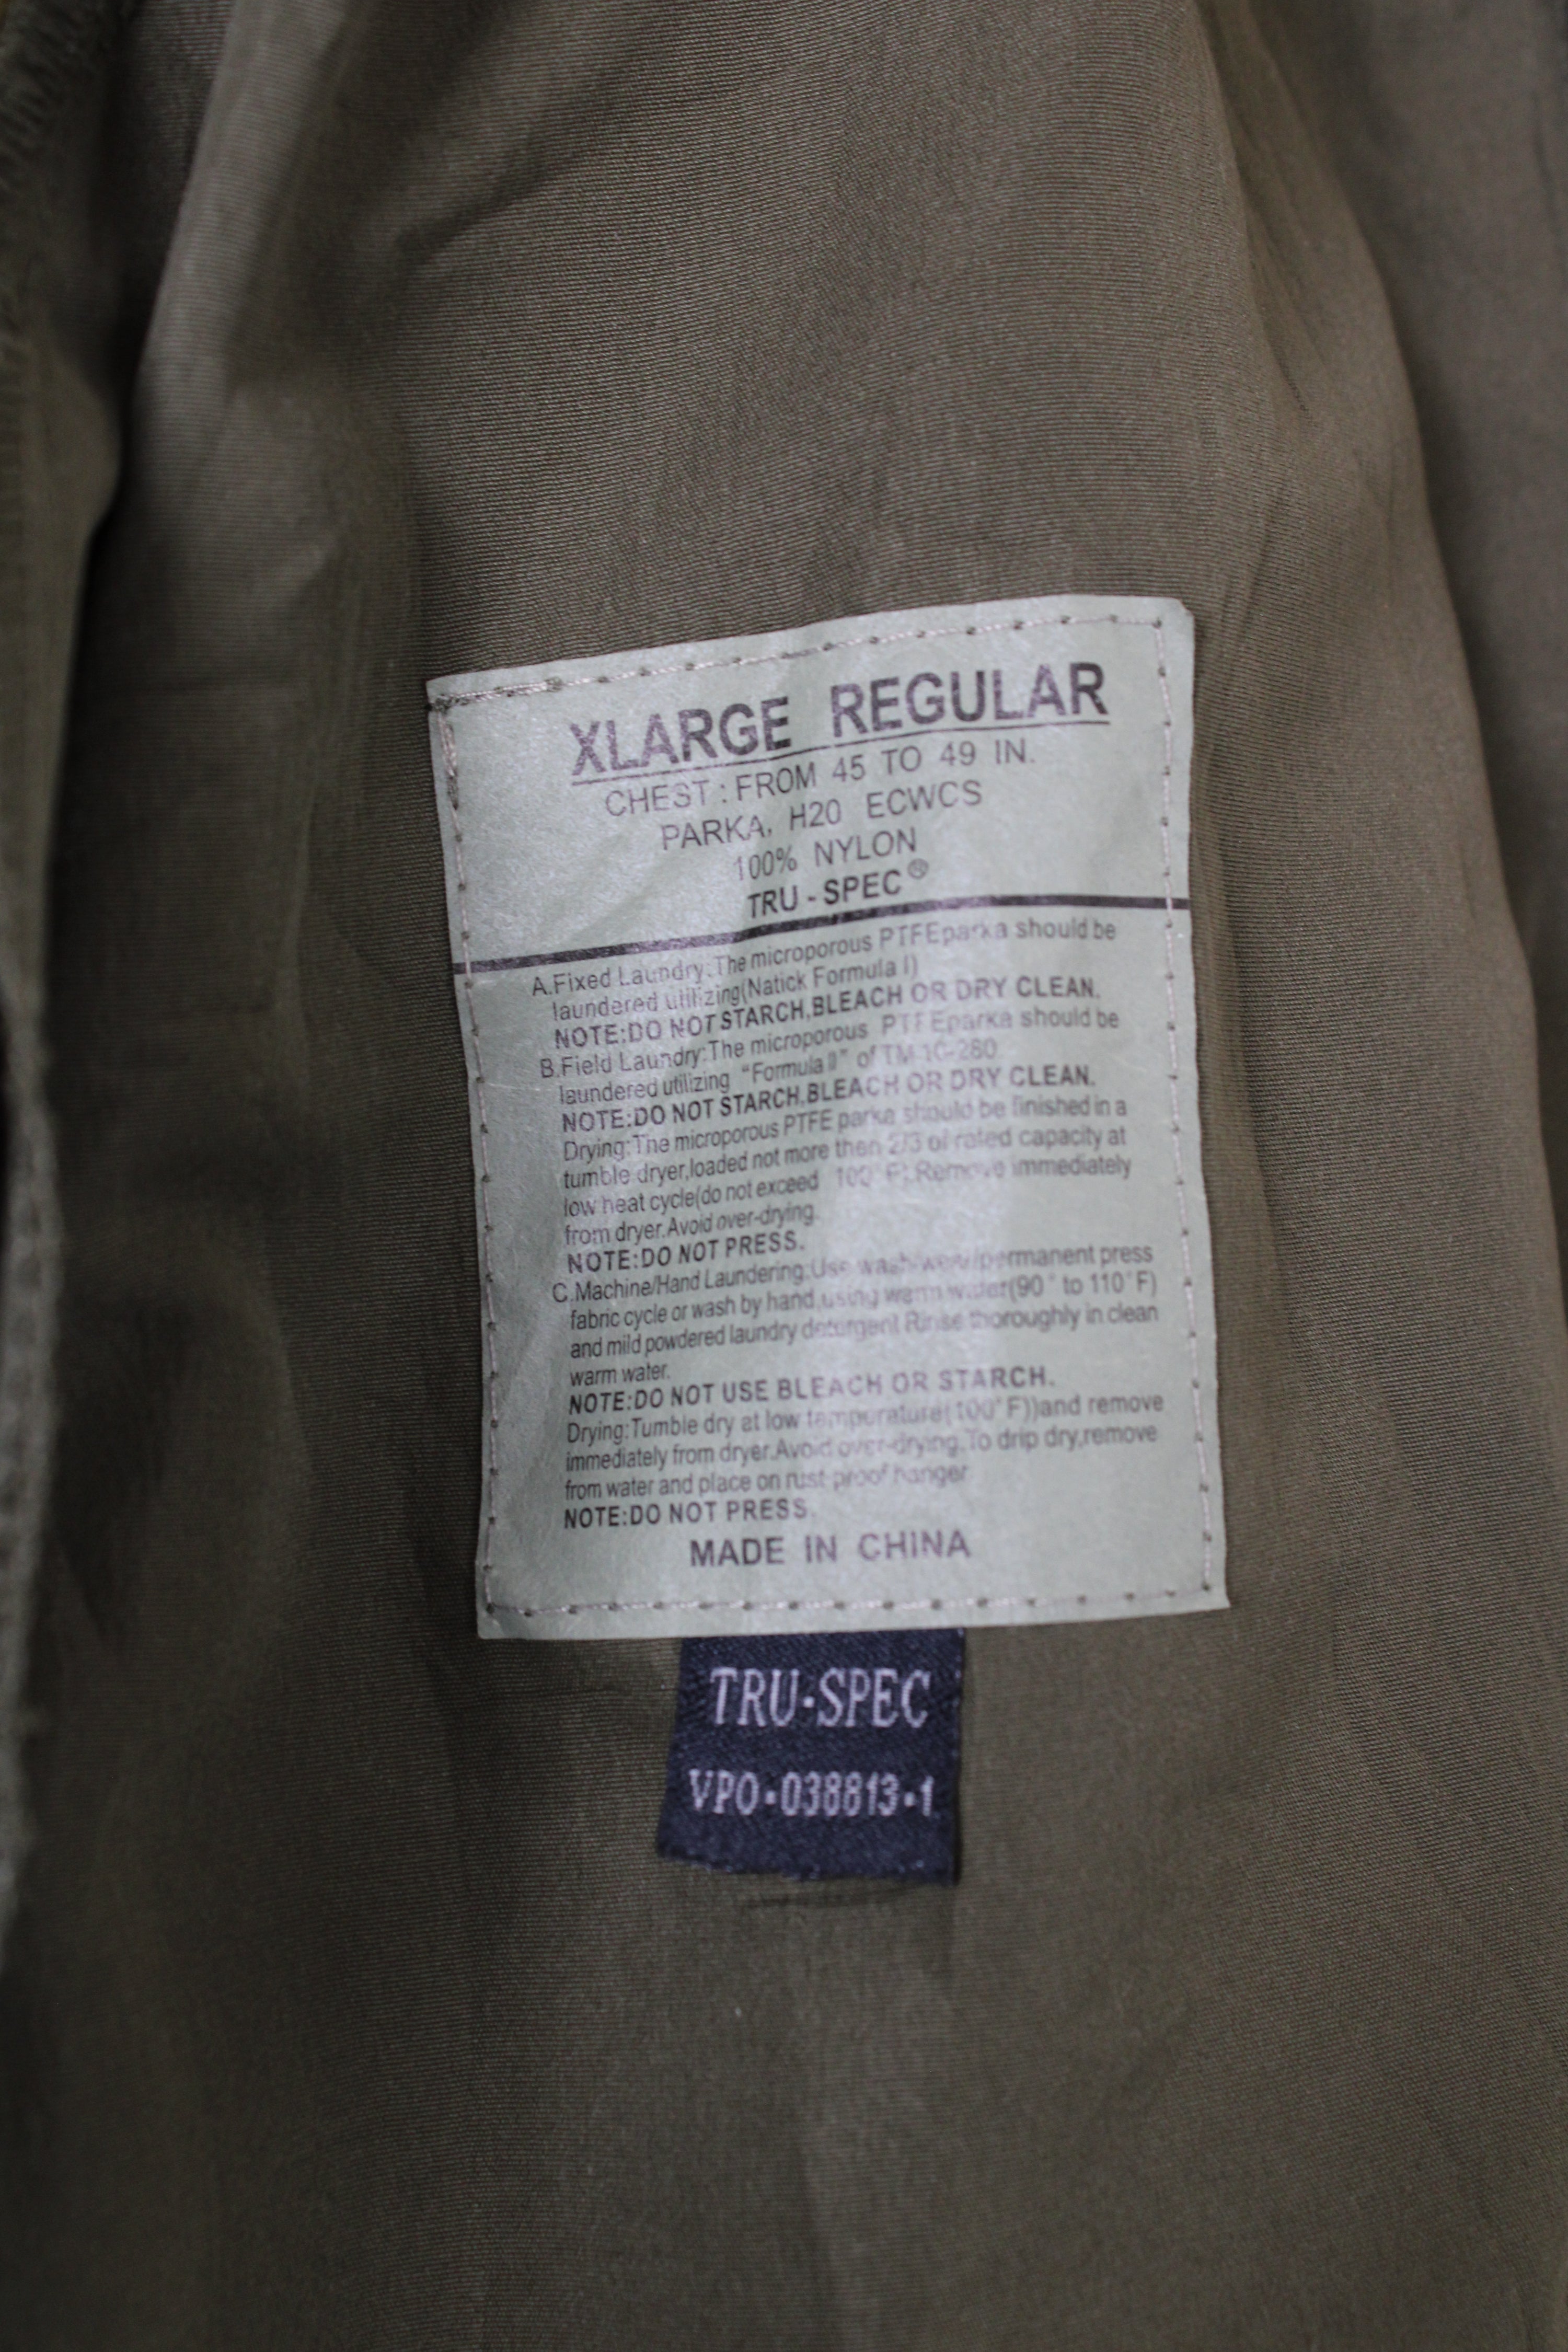 XLARGE REGULAR
CHEST : FROM 45 TO 49 IN.
PARKA, H20 ECWCS
100% NYLON
TRU - SPEC®
A.Fixed Laundry:The microporous PTFEparka should be
laundered utilizing(Natick Formula I)
NOTE:DO NOT STARCH,BLEACH OR DRY CLEAN.
B.Field Laundry:The microporous PTFEparka should be
laundered utilizing "Formula II" of TM-10-280
NOTE:DO NOT STARCH,BLEACH OR DRY CLEAN.
Drying:The microporous PTFE parka should be finished in a
tumble dryer,loaded not more then 2/3 of rated capacity at
low heat cycle(do not exceed 100°F).Remove immediately
from dryer.Avoid over-drying.
NOTE:DO NOT PRESS.
C.Machine/Hand Laundering:Use wash/wear/permanent press
fabric cycle or wash by hand,using warm water(90° to 110°F)
and mild powdered laundry detergent Rinse thoroughly in clean
warm water.
NOTE:DO NOT USE BLEACH OR STARCH.
Drying:Tumble dry at low temperature(100°F))and remove
immediately from dryer.Avoid over-drying.To drip dry,remove
from water and place on rust-proof hanger
NOTE:DO NOT PRESS.
MADE IN CHINA
TRU-SPEC
VPO-038813-1